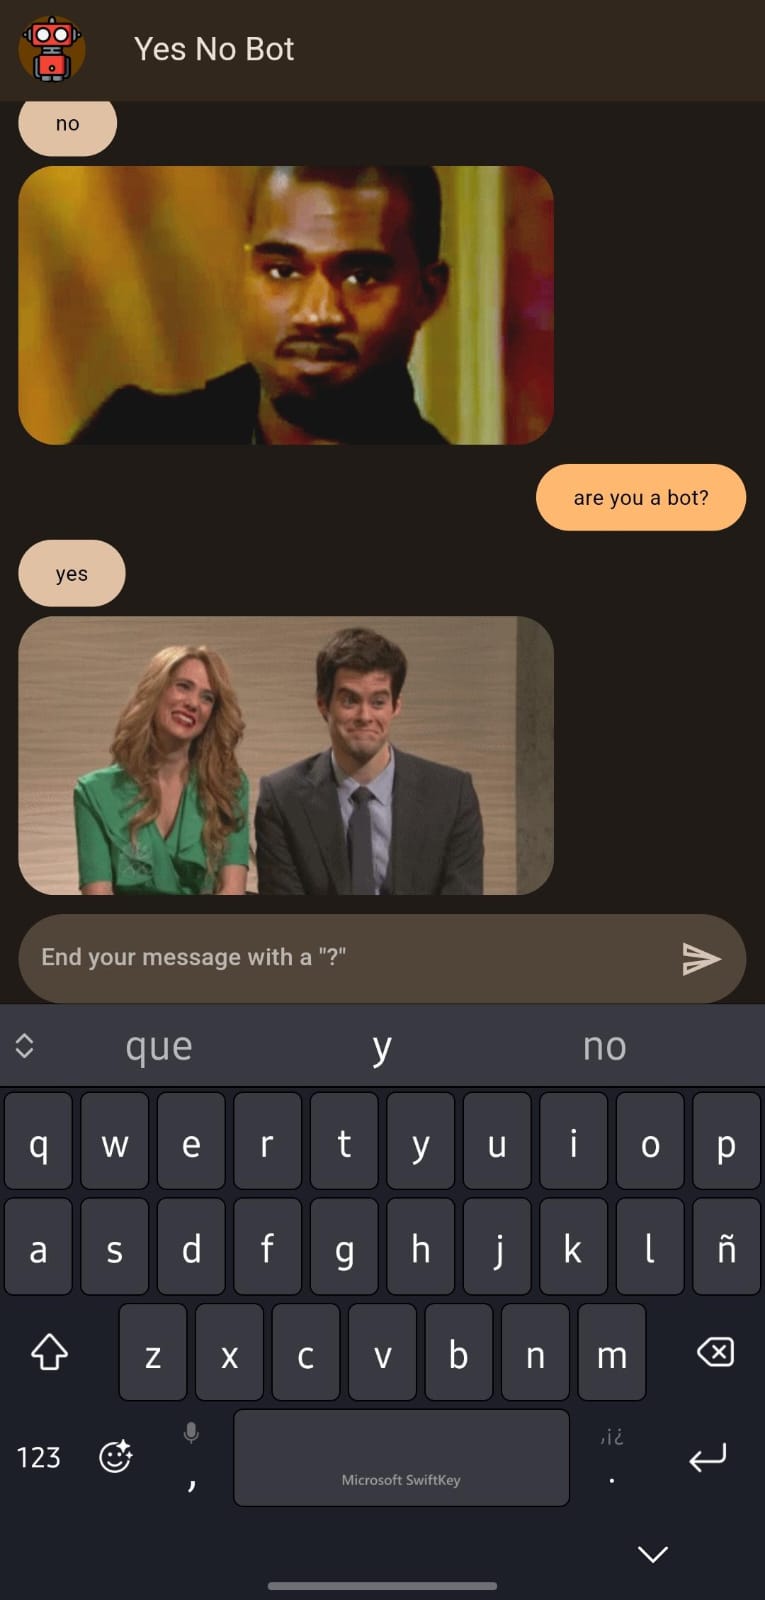 Yes No Bot
no
are you a bot?
yes
End your message with a "?"
que y no
q w e r t y u i o p
a s d f g h j k l ñ
z x c v b n m
123 , Microsoft SwiftKey ,¡¿ .